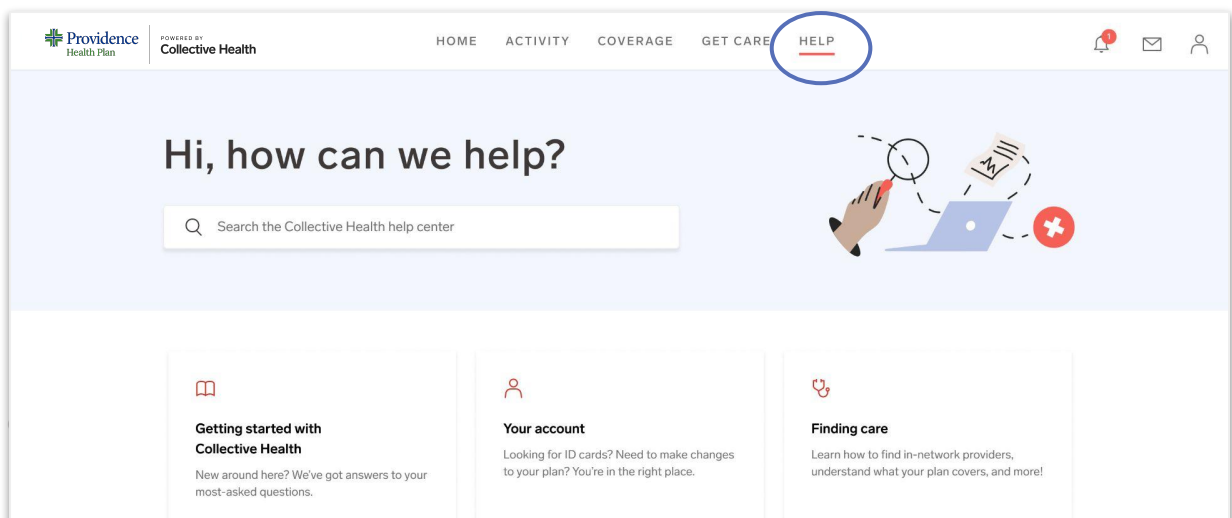 Providence
Health Plan
POWERED BY
Collective Health
HOME ACTIVITY COVERAGE GET CARE HELP
1
Hi, how can we help?
Search the Collective Health help center
Getting started with
Collective Health
New around here? We've got answers to your
most-asked questions.
Your account
Looking for ID cards? Need to make changes
to your plan? You're in the right place.
Finding care
Learn how to find in-network providers,
understand what your plan covers, and more!